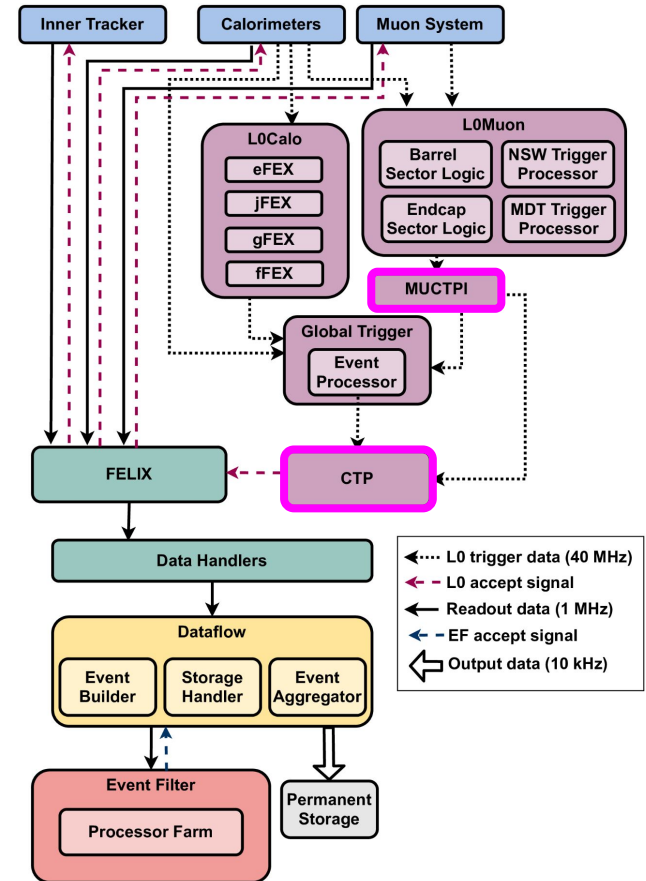 Inner Tracker
Calorimeters
Muon System
L0Calo
eFEX
jFEX
gFEX
fFEX
L0Muon
Barrel
Sector Logic
NSW Trigger
Processor
Endcap
Sector Logic
MDT Trigger
Processor
MUCTPI
Global Trigger
Event
Processor
FELIX
CTP
Data Handlers
L0 trigger data (40 MHz)
L0 accept signal
Readout data (1 MHz)
EF accept signal
Output data (10 kHz)
Dataflow
Event
Builder
Storage
Handler
Event
Aggregator
Event Filter
Processor Farm
Permanent
Storage